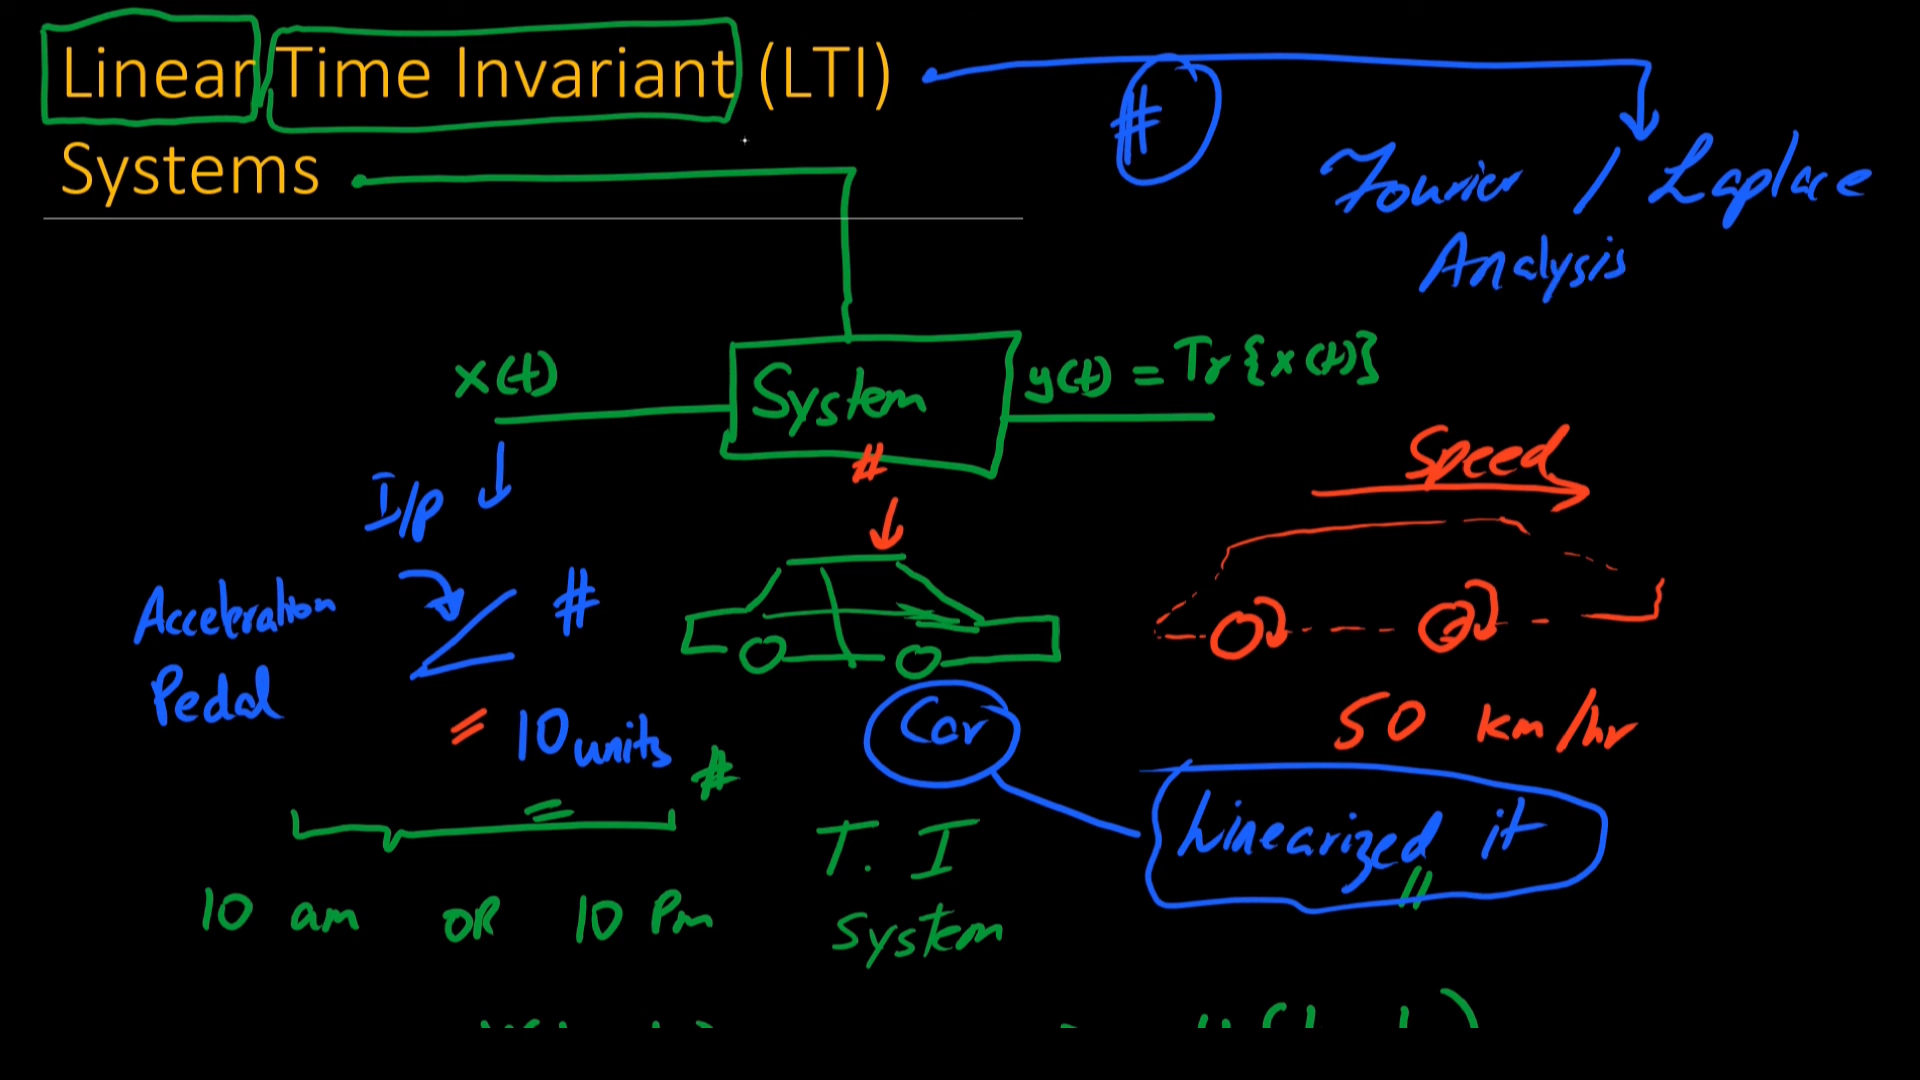 Linear Time Invariant (LTI)
Systems
#
Fourier / Laplace
Analysis
x(t)
System
y(t) = Tr{x(t)}
#
I/p
Speed
Acceleration
Pedal
#
= 10 units
#
Car
50 km/hr
Linearized it
T. I
System
10 am OR 10 Pm